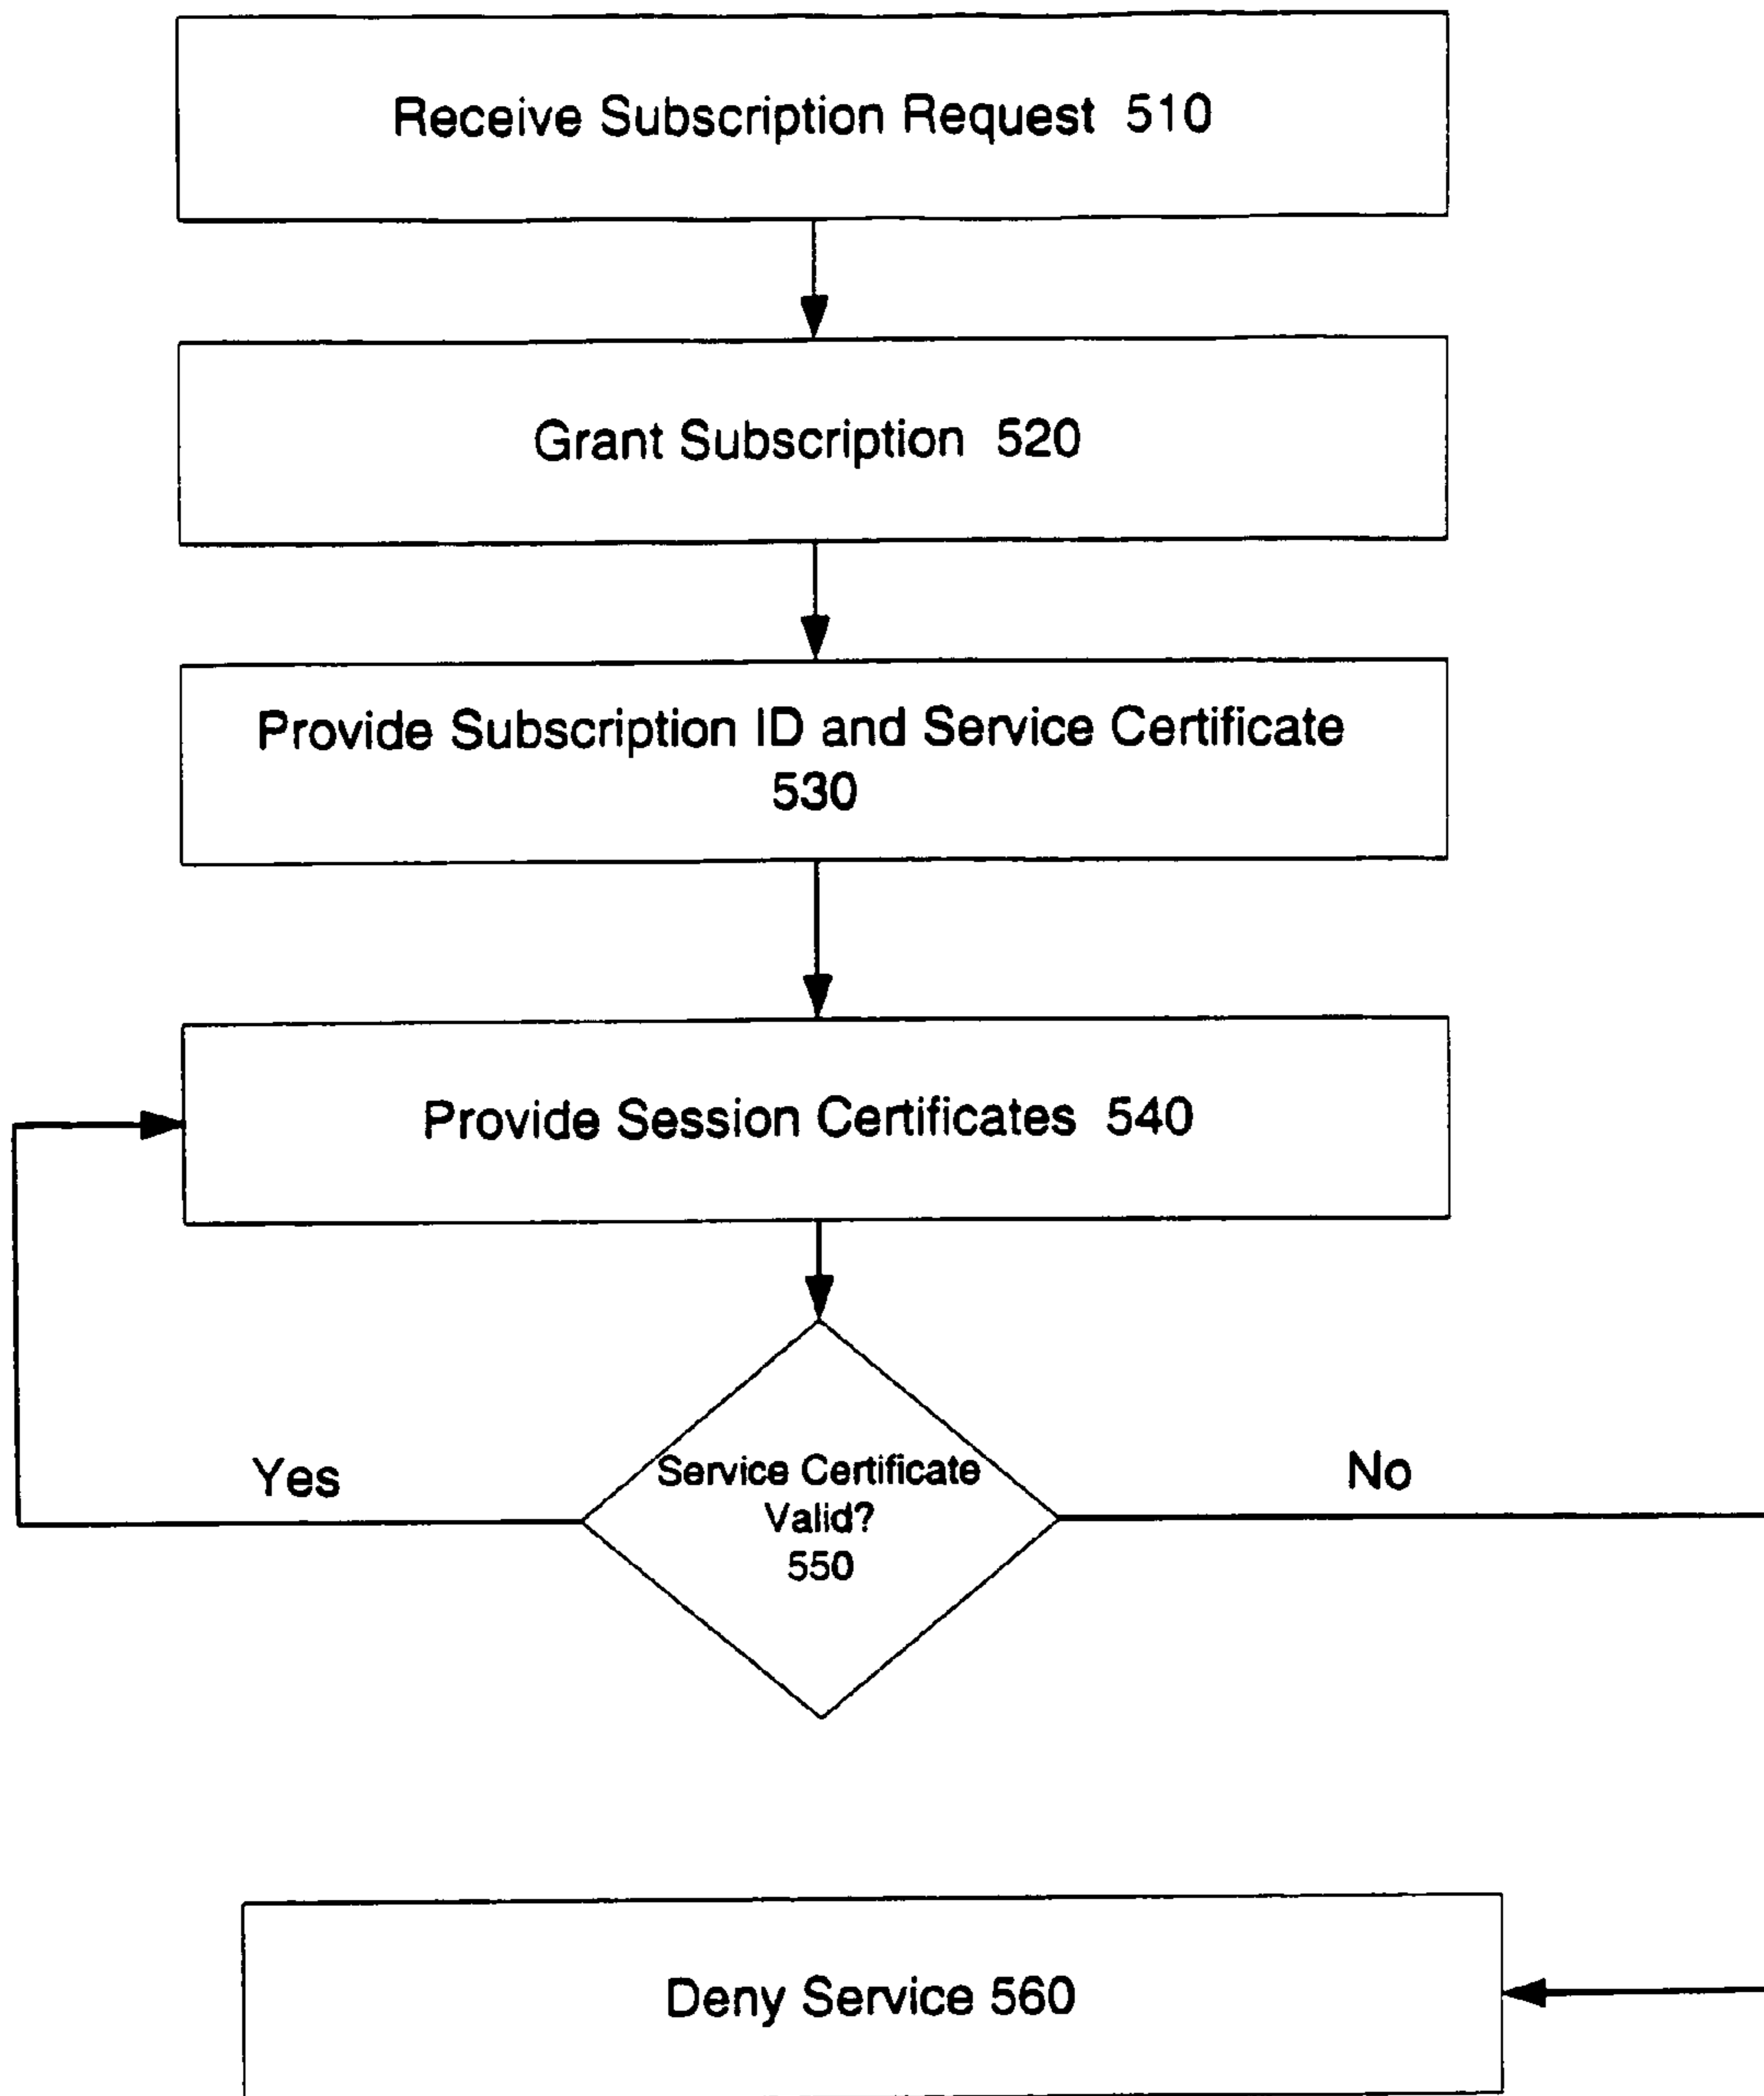 Receive Subscription Request 510
Grant Subscription 520
Provide Subscription ID and Service Certificate
530
Provide Session Certificates 540
Yes
Service Certificate
Valid?
550
No
Deny Service 560